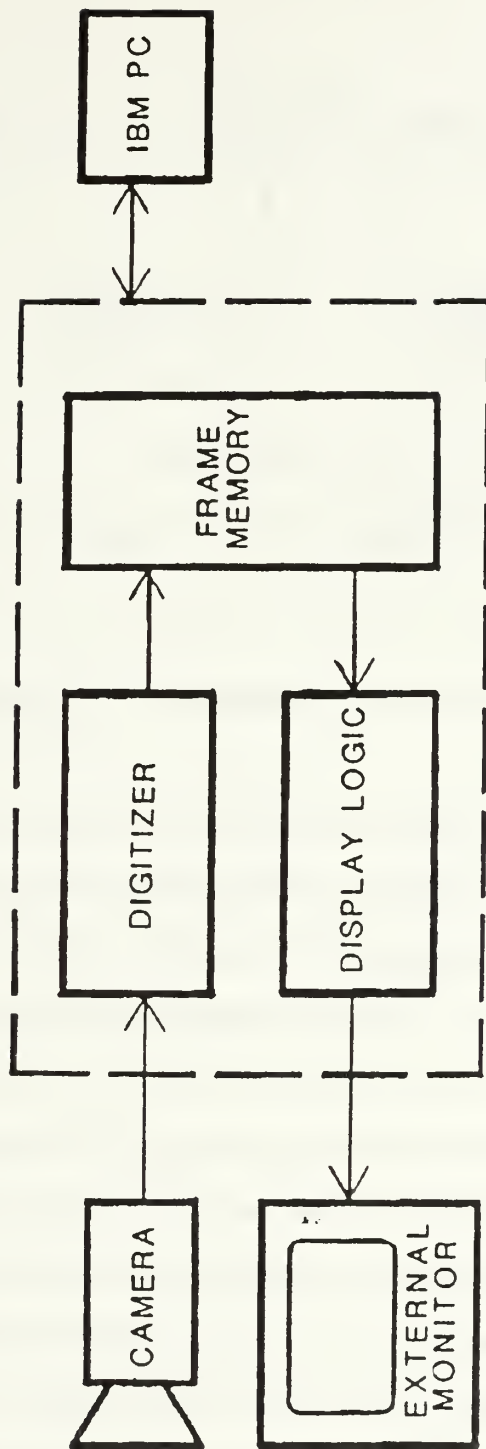 CAMERA
DIGITIZER
FRAME
MEMORY
IBM PC
EXTERNAL
MONITOR
DISPLAY LOGIC